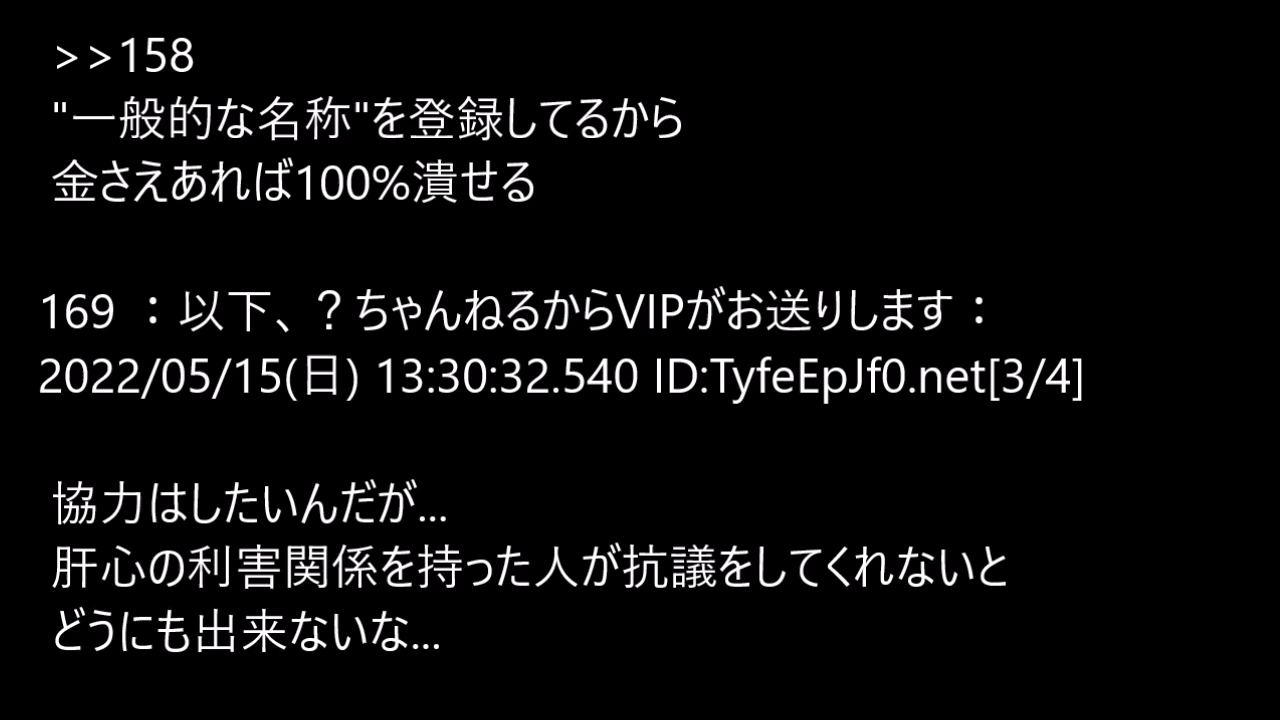 >>158
"一般的な名称"を登録してるから
金さえあれば100%潰せる
169 ：以下、？ちゃんねるからVIPがお送りします：
2022/05/15(日) 13:30:32.540 ID:TyfeEpJf0.net[3/4]
協力はしたいんだが...
肝心の利害関係を持った人が抗議をしてくれないと
どうにも出来ないな...